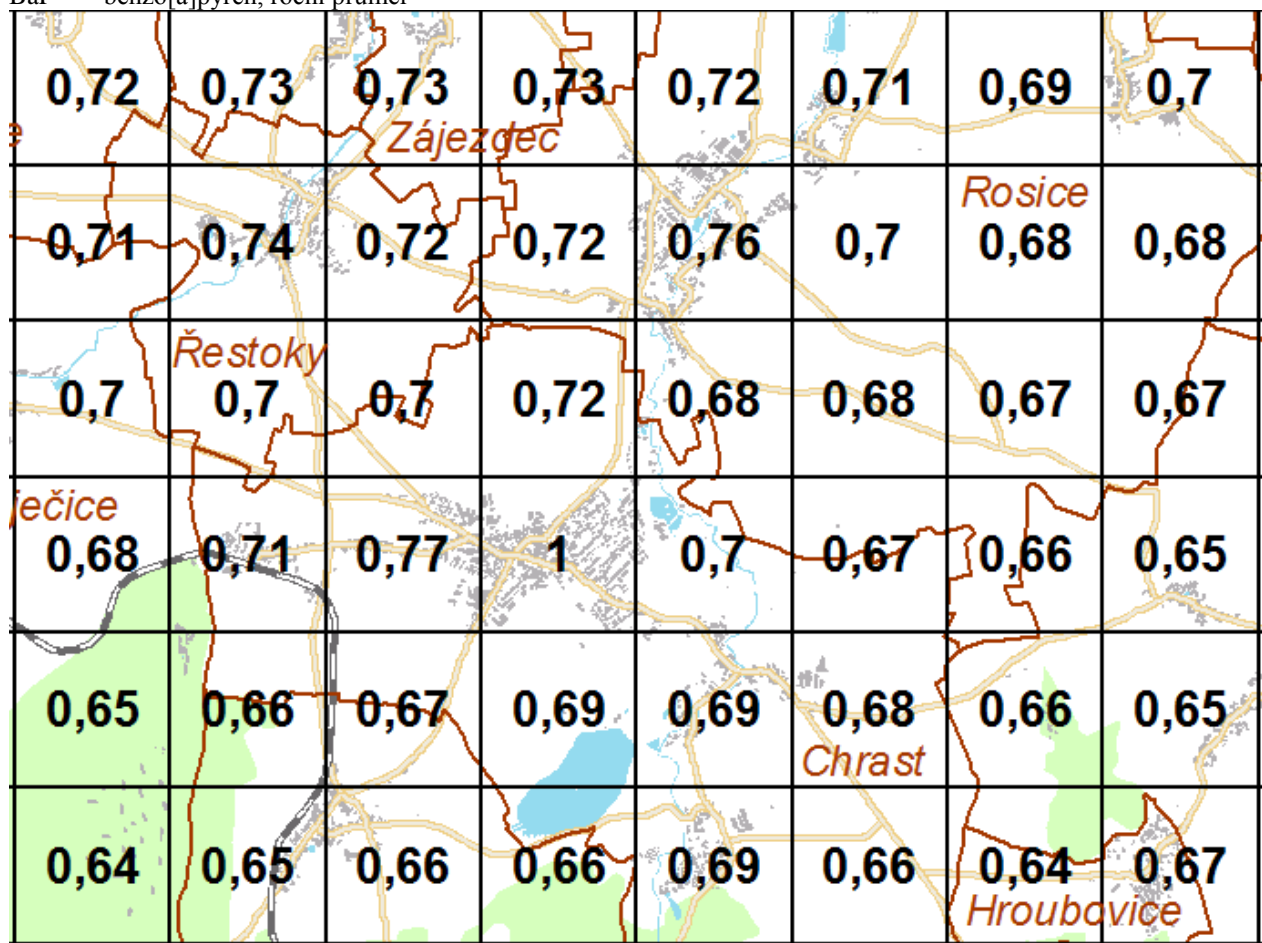 BaP benzo[a]pyren, roční průměr
0,72 0,73 0,73 0,73 0,72 0,71 0,69 0,7
e Zájezdec
Rosice
0,71 0,74 0,72 0,72 0,76 0,7 0,68 0,68
Řestoky
0,7 0,7 0,7 0,72 0,68 0,68 0,67 0,67
ječice
0,68 0,71 0,77 1 0,7 0,67 0,66 0,65
0,65 0,66 0,67 0,69 0,69 0,68 0,66 0,65
Chrast
0,64 0,65 0,66 0,66 0,69 0,66 0,64 0,67
Hroubovice